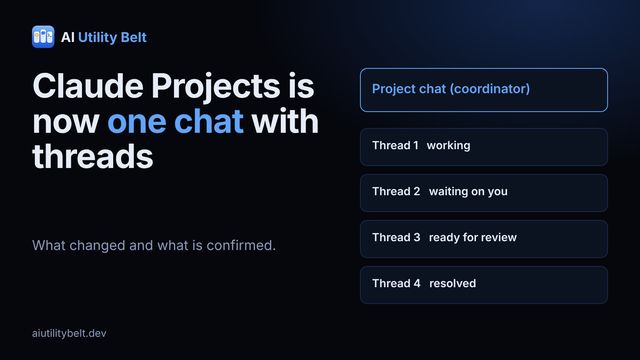 AI Utility Belt
Claude Projects is
now one chat with
threads
What changed and what is confirmed.
aiutilitybelt.dev
Project chat (coordinator)
Thread 1 working
Thread 2 waiting on you
Thread 3 ready for review
Thread 4 resolved